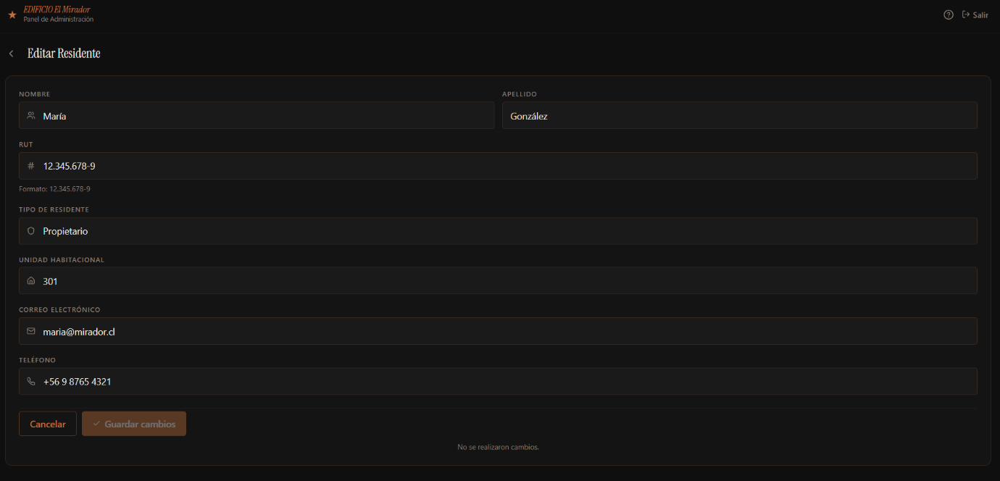 EDIFICIO El Mirador
Panel de Administración
Salir
Editar Residente
NOMBRE
María
APELLIDO
González
RUT
# 12.345.678-9
Formato: 12.345.678-9
TIPO DE RESIDENTE
Propietario
UNIDAD HABITACIONAL
301
CORREO ELECTRÓNICO
maria@mirador.cl
TELÉFONO
+56 9 8765 4321
Cancelar
Guardar cambios
No se realizaron cambios.